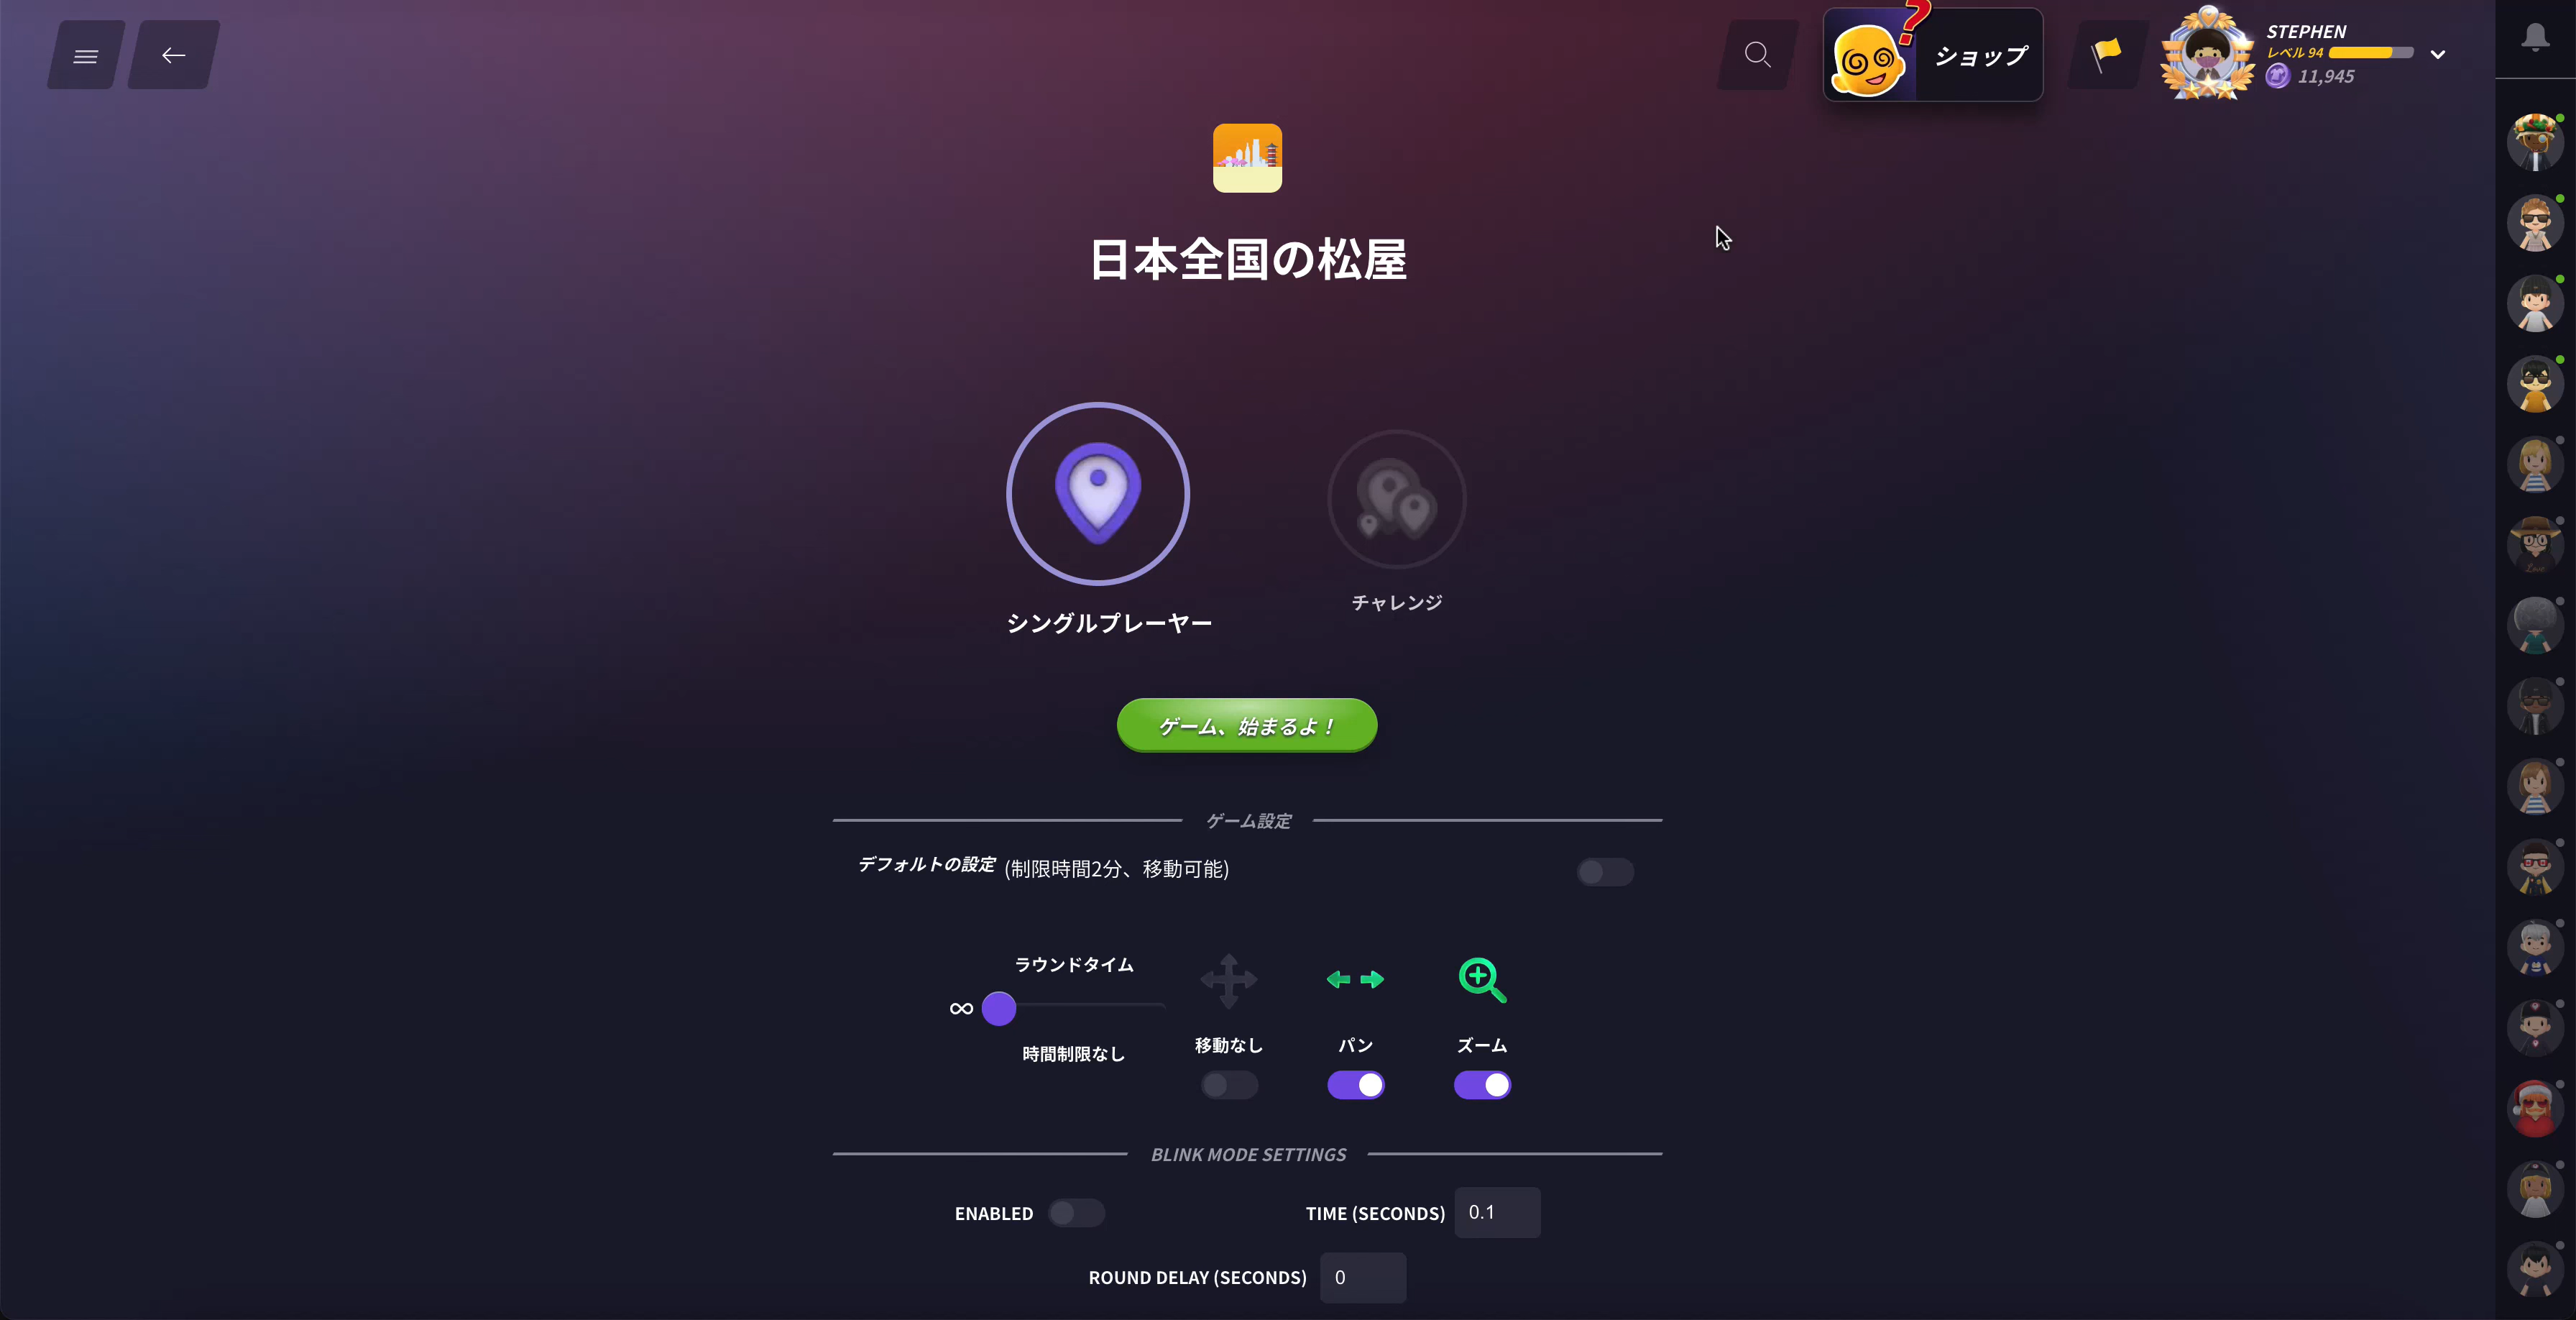 ?
ショップ
STEPHEN
レベル 94
11,945
日本全国の松屋
シングルプレーヤー
チャレンジ
ゲーム、始まるよ！
ゲーム設定
デフォルトの設定 (制限時間2分、移動可能)
ラウンドタイム
∞
時間制限なし
移動なし
パン
ズーム
BLINK MODE SETTINGS
ENABLED
TIME (SECONDS) 0.1
ROUND DELAY (SECONDS) 0
Love